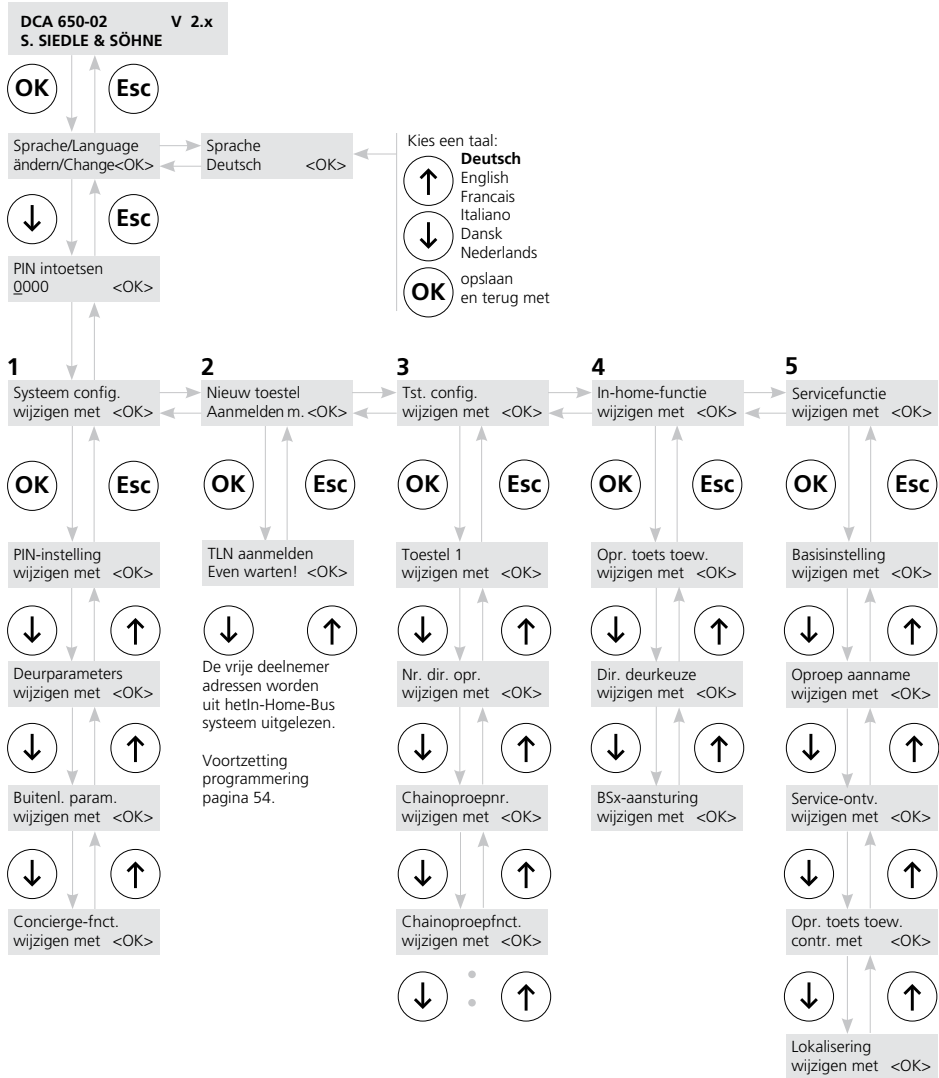 DCA 650-02 V 2.x
S. SIEDLE & SÖHNE
OK
Esc
Sprache/Language
ändern/Change<OK>
Sprache
Deutsch <OK>
Kies een taal:
Deutsch
↑
English
Francais
Italiano
↓
Dansk
Nederlands
OK
opslaan
en terug met
↓
Esc
PIN intoetsen
0000 <OK>
1
Systeem config.
wijzigen met <OK>
2
Nieuw toestel
Aanmelden m. <OK>
3
Tst. config.
wijzigen met <OK>
4
In-home-functie
wijzigen met <OK>
5
Servicefunctie
wijzigen met <OK>
OK
Esc
OK
Esc
OK
Esc
OK
Esc
OK
Esc
PIN-instelling
wijzigen met <OK>
↓
↑
Deurparameters
wijzigen met <OK>
↓
↑
Buitenl. param.
wijzigen met <OK>
↓
↑
Concierge-fnct.
wijzigen met <OK>
TLN aanmelden
Even warten! <OK>
↓
↑
De vrije deelnemer
adressen worden
uit hetIn-Home-Bus
systeem uitgelezen.
Voortzetting
programmering
pagina 54.
Toestel 1
wijzigen met <OK>
↓
↑
Nr. dir. opr.
wijzigen met <OK>
↓
↑
Chainoproepnr.
wijzigen met <OK>
↓
↑
Chainoproepfnct.
wijzigen met <OK>
↓
↑
Opr. toets toew.
wijzigen met <OK>
↓
↑
Dir. deurkeuze
wijzigen met <OK>
↓
↑
BSx-aansturing
wijzigen met <OK>
Basisinstelling
wijzigen met <OK>
↓
↑
Oproep aanname
wijzigen met <OK>
↓
↑
Service-ontv.
wijzigen met <OK>
↓
↑
Opr. toets toew.
contr. met <OK>
↓
↑
Lokalisering
wijzigen met <OK>